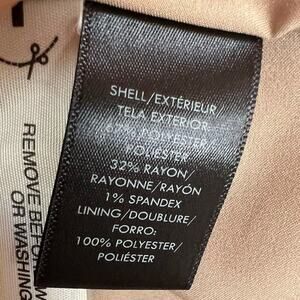 SHELL/EXTÉRIEUR
TELA EXTERIOR
67% POLYESTER/
POLIÉSTER
32% RAYON/
RAYONNE/RAYÓN
1% SPANDEX
LINING/DOUBLURE/
FORRO:
100% POLYESTER/
POLIÉSTER
REMOVE BEFORE
OR WASHING